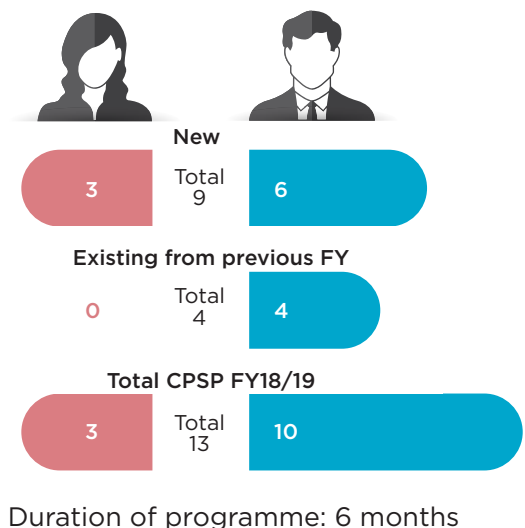 New
3
Total
9
6
Existing from previous FY
0
Total
4
4
Total CPSP FY18/19
3
Total
13
10
Duration of programme: 6 months